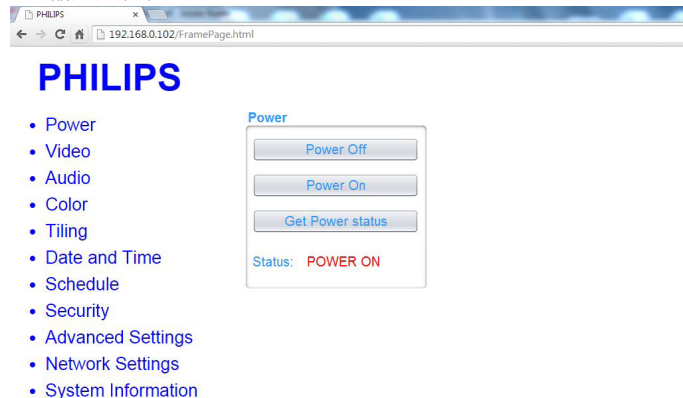 PHILIPS
192.168.0.102/FramePage.html
PHILIPS
Power
Video
Audio
Color
Tiling
Date and Time
Schedule
Security
Advanced Settings
Network Settings
System Information
Power
Power Off
Power On
Get Power status
Status: POWER ON